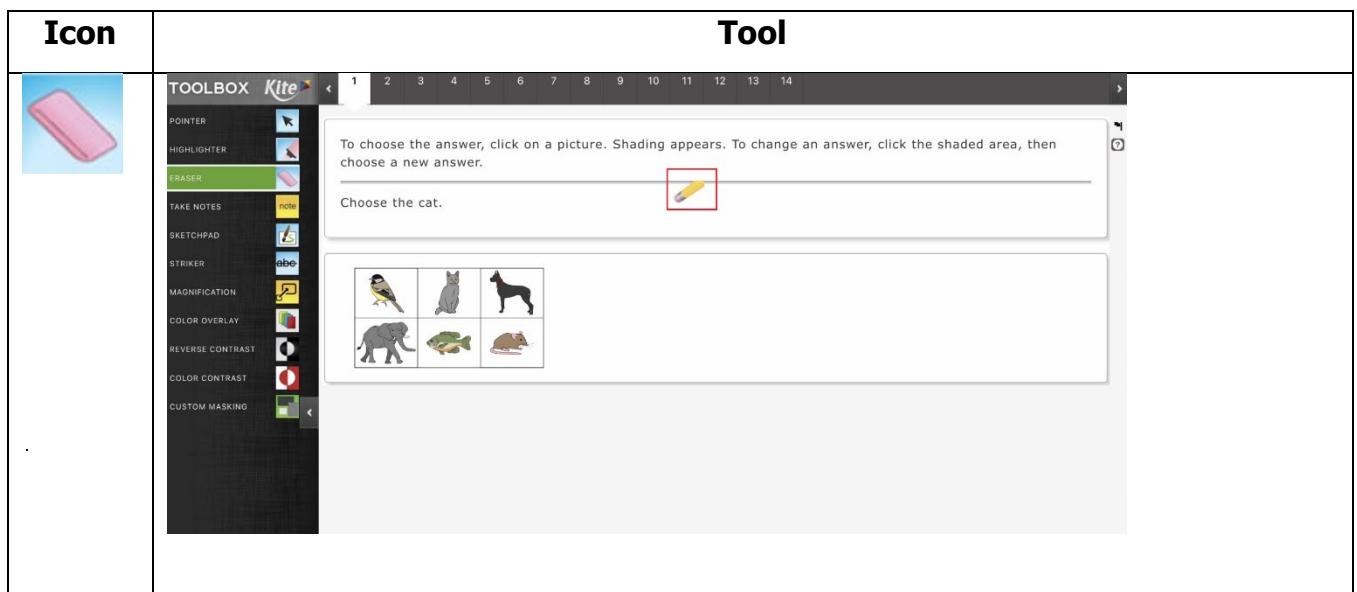 Icon
Tool
TOOLBOX Kite
1 2 3 4 5 6 7 8 9 10 11 12 13 14
POINTER
HIGHLIGHTER
ERASER
TAKE NOTES
note
SKETCHPAD
STRIKER
abc
MAGNIFICATION
COLOR OVERLAY
REVERSE CONTRAST
COLOR CONTRAST
CUSTOM MASKING
To choose the answer, click on a picture. Shading appears. To change an answer, click the shaded area, then
choose a new answer.
Choose the cat.
?
.